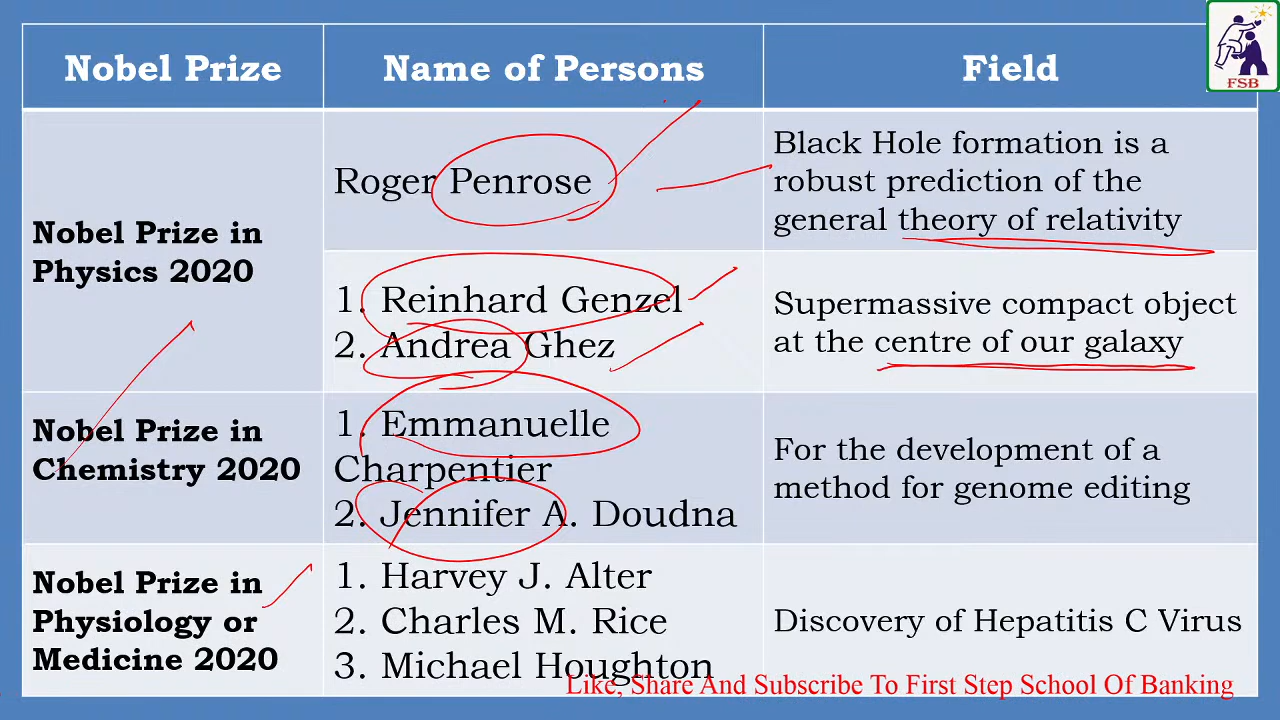 Nobel Prize
Name of Persons
Field
FSB
Nobel Prize in
Physics 2020
Roger Penrose
Black Hole formation is a
robust prediction of the
general theory of relativity
1. Reinhard Genzel
2. Andrea Ghez
Supermassive compact object
at the centre of our galaxy
Nobel Prize in
Chemistry 2020
1. Emmanuelle
Charpentier
2. Jennifer A. Doudna
For the development of a
method for genome editing
Nobel Prize in
Physiology or
Medicine 2020
1. Harvey J. Alter
2. Charles M. Rice
3. Michael Houghton
Discovery of Hepatitis C Virus
Like, Share And Subscribe To First Step School Of Banking